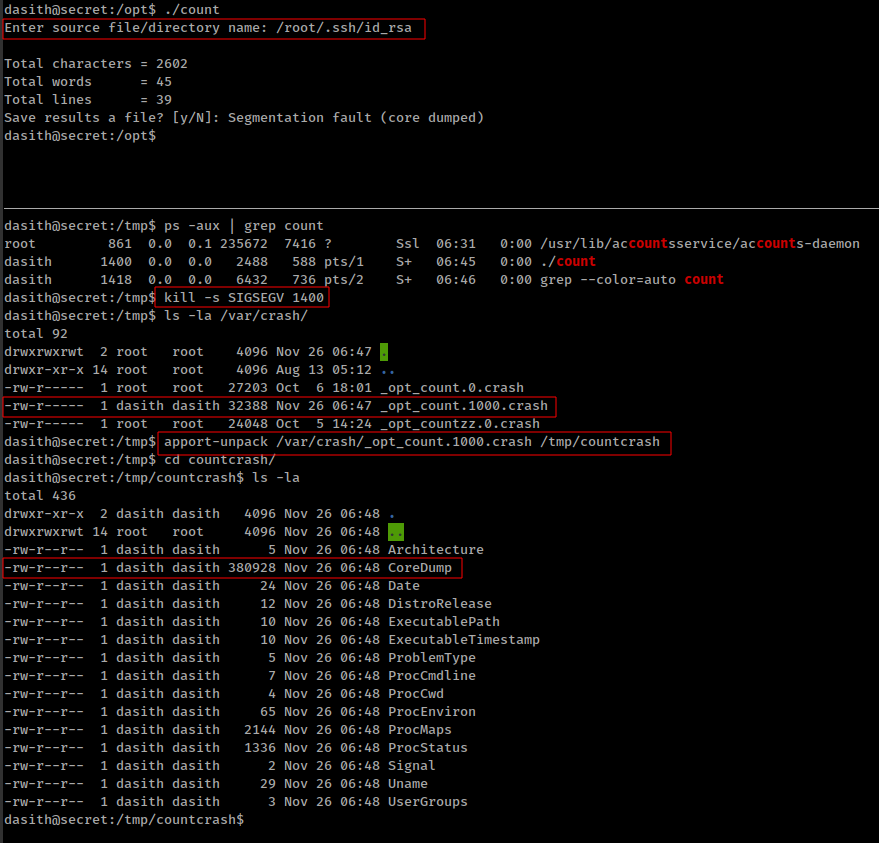 dasith@secret:/opt$ ./count
Enter source file/directory name: /root/.ssh/id_rsa
Total characters = 2602
Total words      = 45
Total lines      = 39
Save results a file? [y/N]: Segmentation fault (core dumped)
dasith@secret:/opt$
dasith@secret:/tmp$ ps -aux | grep count
root         861  0.0  0.1 235672  7416 ?        Ssl  06:31   0:00 /usr/lib/accountsservice/accounts-daemon
dasith      1400  0.0  0.0   2488   588 pts/1    S+   06:45   0:00 ./count
dasith      1418  0.0  0.0   6432   736 pts/2    S+   06:46   0:00 grep --color=auto count
dasith@secret:/tmp$ kill -s SIGSEGV 1400
dasith@secret:/tmp$ ls -la /var/crash/
total 92
drwxrwxrwt  2 root   root    4096 Nov 26 06:47 .
drwxr-xr-x 14 root   root    4096 Aug 13 05:12 ..
-rw-r-----  1 root   root   27203 Oct  6 18:01 _opt_count.0.crash
-rw-r-----  1 dasith dasith 32388 Nov 26 06:47 _opt_count.1000.crash
-rw-r-----  1 root   root   24048 Oct  5 14:24 _opt_countzz.0.crash
dasith@secret:/tmp$ apport-unpack /var/crash/_opt_count.1000.crash /tmp/countcrash
dasith@secret:/tmp$ cd countcrash/
dasith@secret:/tmp/countcrash$ ls -la
total 436
drwxr-xr-x  2 dasith dasith   4096 Nov 26 06:48 .
drwxrwxrwt 14 root   root     4096 Nov 26 06:48 ..
-rw-r--r--  1 dasith dasith      5 Nov 26 06:48 Architecture
-rw-r--r--  1 dasith dasith 380928 Nov 26 06:48 CoreDump
-rw-r--r--  1 dasith dasith     24 Nov 26 06:48 Date
-rw-r--r--  1 dasith dasith     12 Nov 26 06:48 DistroRelease
-rw-r--r--  1 dasith dasith     10 Nov 26 06:48 ExecutablePath
-rw-r--r--  1 dasith dasith     10 Nov 26 06:48 ExecutableTimestamp
-rw-r--r--  1 dasith dasith      5 Nov 26 06:48 ProblemType
-rw-r--r--  1 dasith dasith      7 Nov 26 06:48 ProcCmdline
-rw-r--r--  1 dasith dasith      4 Nov 26 06:48 ProcCwd
-rw-r--r--  1 dasith dasith     65 Nov 26 06:48 ProcEnviron
-rw-r--r--  1 dasith dasith   2144 Nov 26 06:48 ProcMaps
-rw-r--r--  1 dasith dasith   1336 Nov 26 06:48 ProcStatus
-rw-r--r--  1 dasith dasith      2 Nov 26 06:48 Signal
-rw-r--r--  1 dasith dasith     29 Nov 26 06:48 Uname
-rw-r--r--  1 dasith dasith      3 Nov 26 06:48 UserGroups
dasith@secret:/tmp/countcrash$